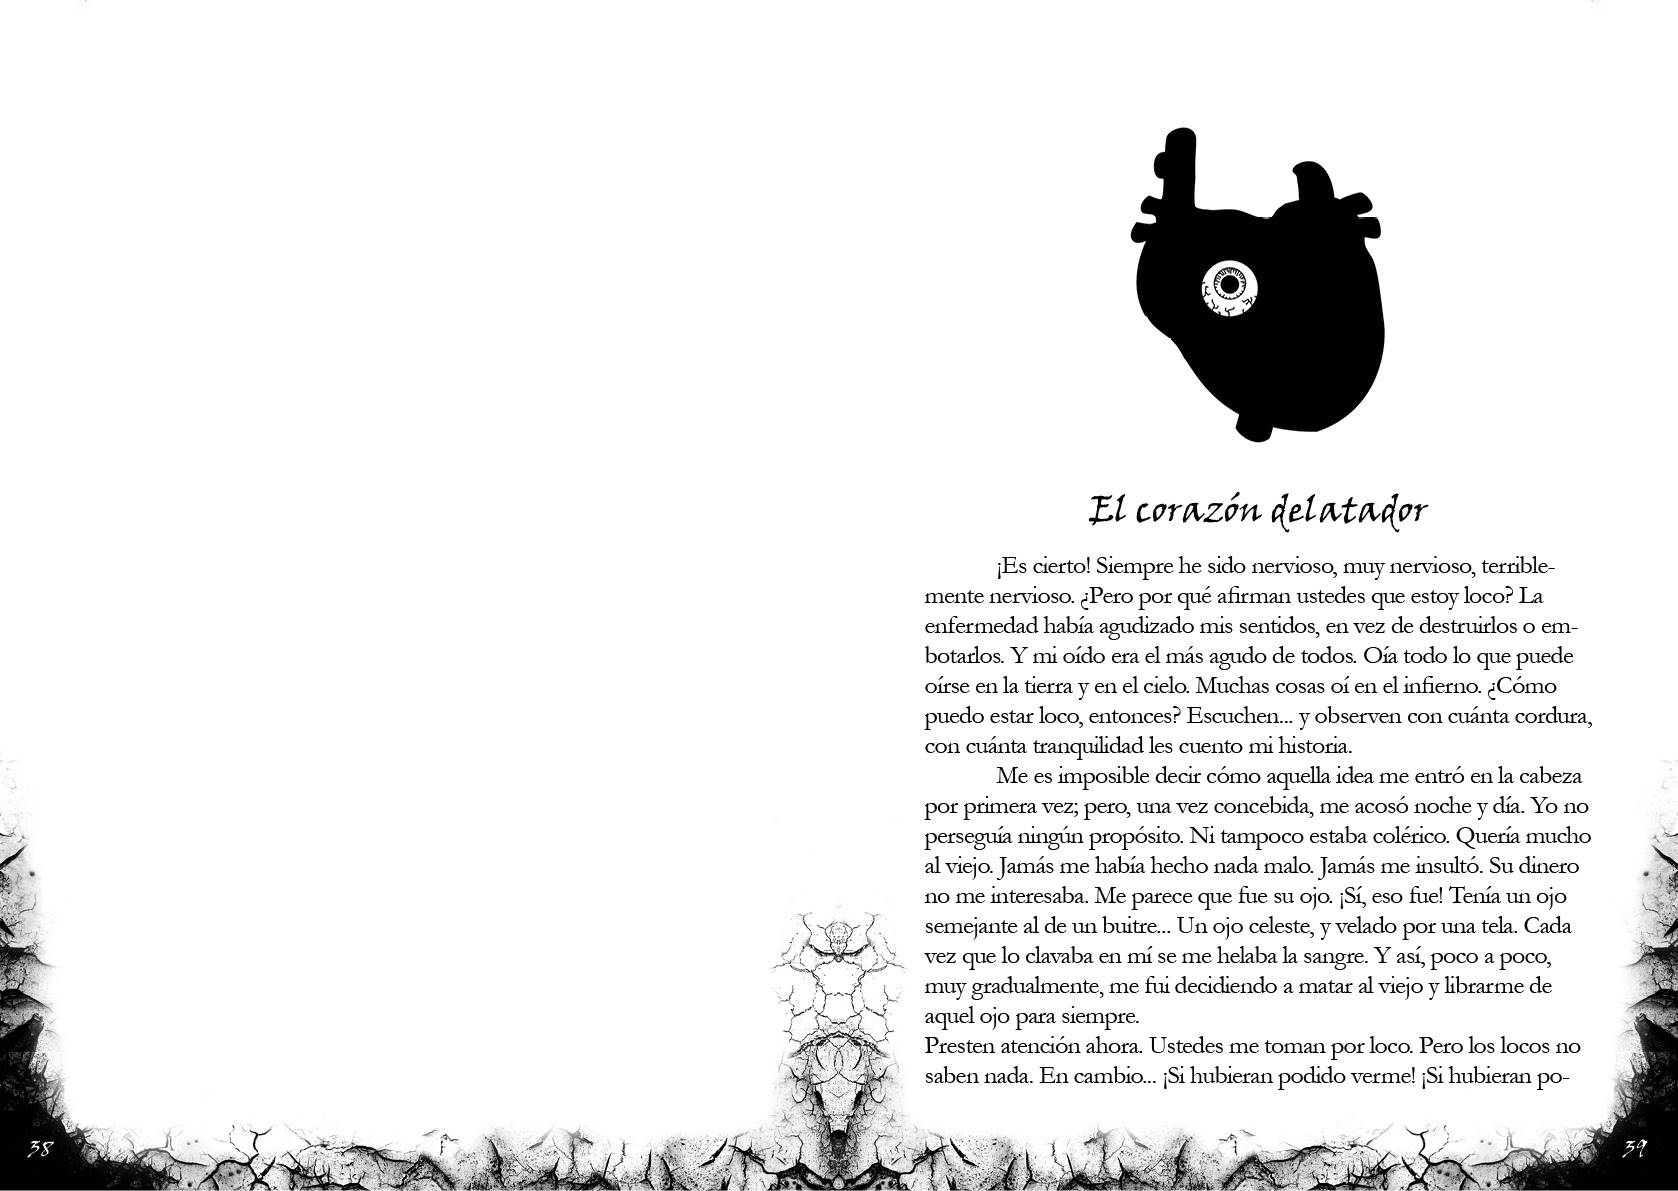 El corazón delatador
¡Es cierto! Siempre he sido nervioso, muy nervioso, terrible-
mente nervioso. ¿Pero por qué afirman ustedes que estoy loco? La
enfermedad había agudizado mis sentidos, en vez de destruirlos o em-
botarlos. Y mi oído era el más agudo de todos. Oía todo lo que puede
oírse en la tierra y en el cielo. Muchas cosas oí en el infierno. ¿Cómo
puedo estar loco, entonces? Escuchen... y observen con cuánta cordura,
con cuánta tranquilidad les cuento mi historia.
Me es imposible decir cómo aquella idea me entró en la cabeza
por primera vez; pero, una vez concebida, me acosó noche y día. Yo no
perseguía ningún propósito. Ni tampoco estaba colérico. Quería mucho
al viejo. Jamás me había hecho nada malo. Jamás me insultó. Su dinero
no me interesaba. Me parece que fue su ojo. ¡Sí, eso fue! Tenía un ojo
semejante al de un buitre... Un ojo celeste, y velado por una tela. Cada
vez que lo clavaba en mí se me helaba la sangre. Y así, poco a poco,
muy gradualmente, me fui decidiendo a matar al viejo y librarme de
aquel ojo para siempre.
Presten atención ahora. Ustedes me toman por loco. Pero los locos no
saben nada. En cambio... ¡Si hubieran podido verme! ¡Si hubieran po-
38
39